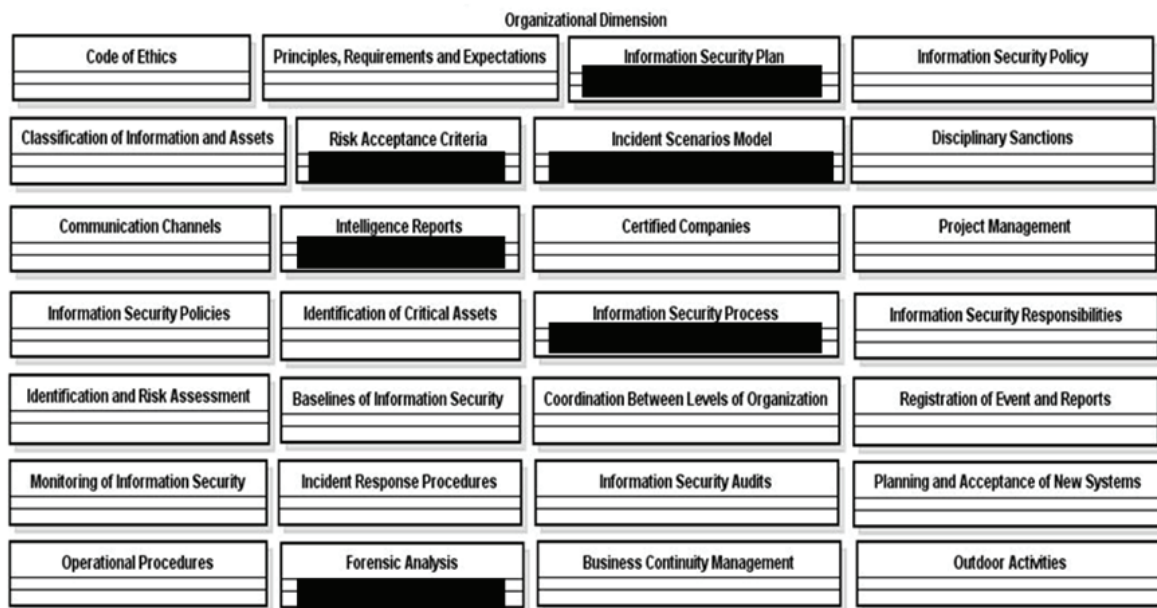 Organizational Dimension
Code of Ethics
Principles, Requirements and Expectations
Information Security Plan
Information Security Policy
Classification of Information and Assets
Risk Acceptance Criteria
Incident Scenarios Model
Disciplinary Sanctions
Communication Channels
Intelligence Reports
Certified Companies
Project Management
Information Security Policies
Identification of Critical Assets
Information Security Process
Information Security Responsibilities
Identification and Risk Assessment
Baselines of Information Security
Coordination Between Levels of Organization
Registration of Event and Reports
Monitoring of Information Security
Incident Response Procedures
Information Security Audits
Planning and Acceptance of New Systems
Operational Procedures
Forensic Analysis
Business Continuity Management
Outdoor Activities